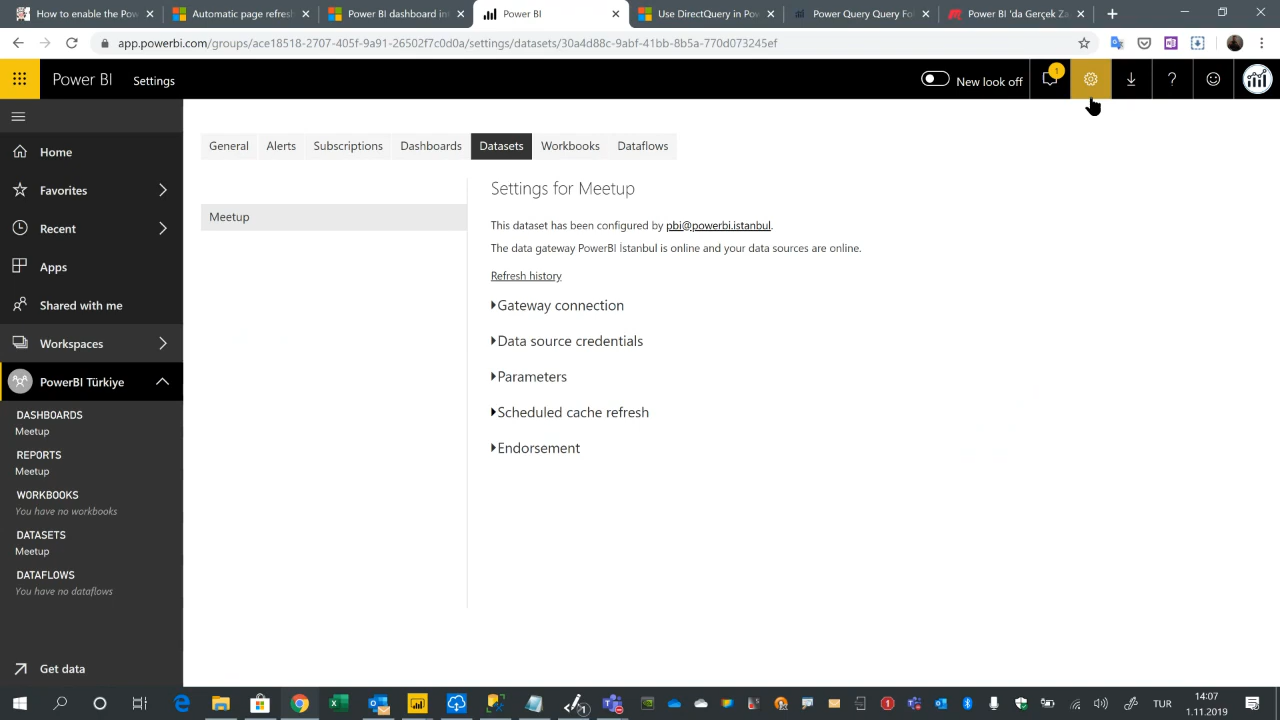 How to enable the Pow
Automatic page refresh
Power BI dashboard int
Power BI
Use DirectQuery in Pow
Power Query Query Fol
Power BI 'da Gerçek Za
app.powerbi.com/groups/ace18518-2707-405f-9a91-26502f7c0d0a/settings/datasets/30a4d88c-9abf-41bb-8b5a-770d073245ef
Power BI
Settings
New look off
1
Home
Favorites
Recent
Apps
Shared with me
Workspaces
PowerBI Türkiye
DASHBOARDS
Meetup
REPORTS
Meetup
WORKBOOKS
You have no workbooks
DATASETS
Meetup
DATAFLOWS
You have no dataflows
Get data
General
Alerts
Subscriptions
Dashboards
Datasets
Workbooks
Dataflows
Meetup
Settings for Meetup
This dataset has been configured by pbi@powerbi.istanbul.
The data gateway PowerBI İstanbul is online and your data sources are online.
Refresh history
Gateway connection
Data source credentials
Parameters
Scheduled cache refresh
Endorsement
TUR
14:07
1.11.2019